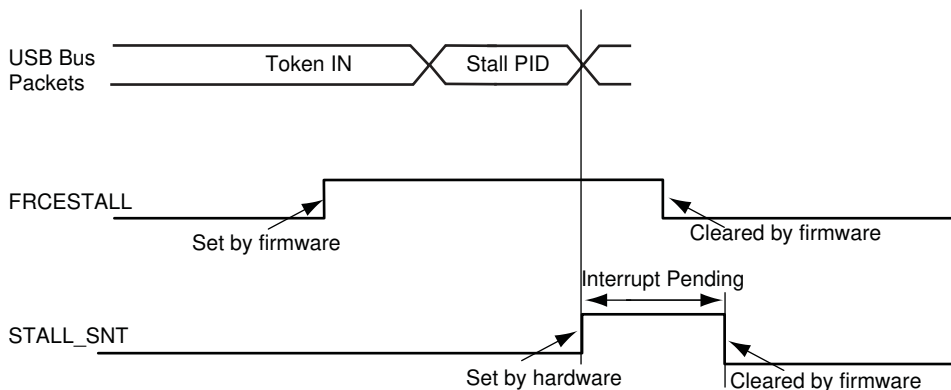 USB Bus
Packets
Token IN
Stall PID
FRCESTALL
Set by firmware
Cleared by firmware
Interrupt Pending
STALL_SNT
Set by hardware
Cleared by firmware